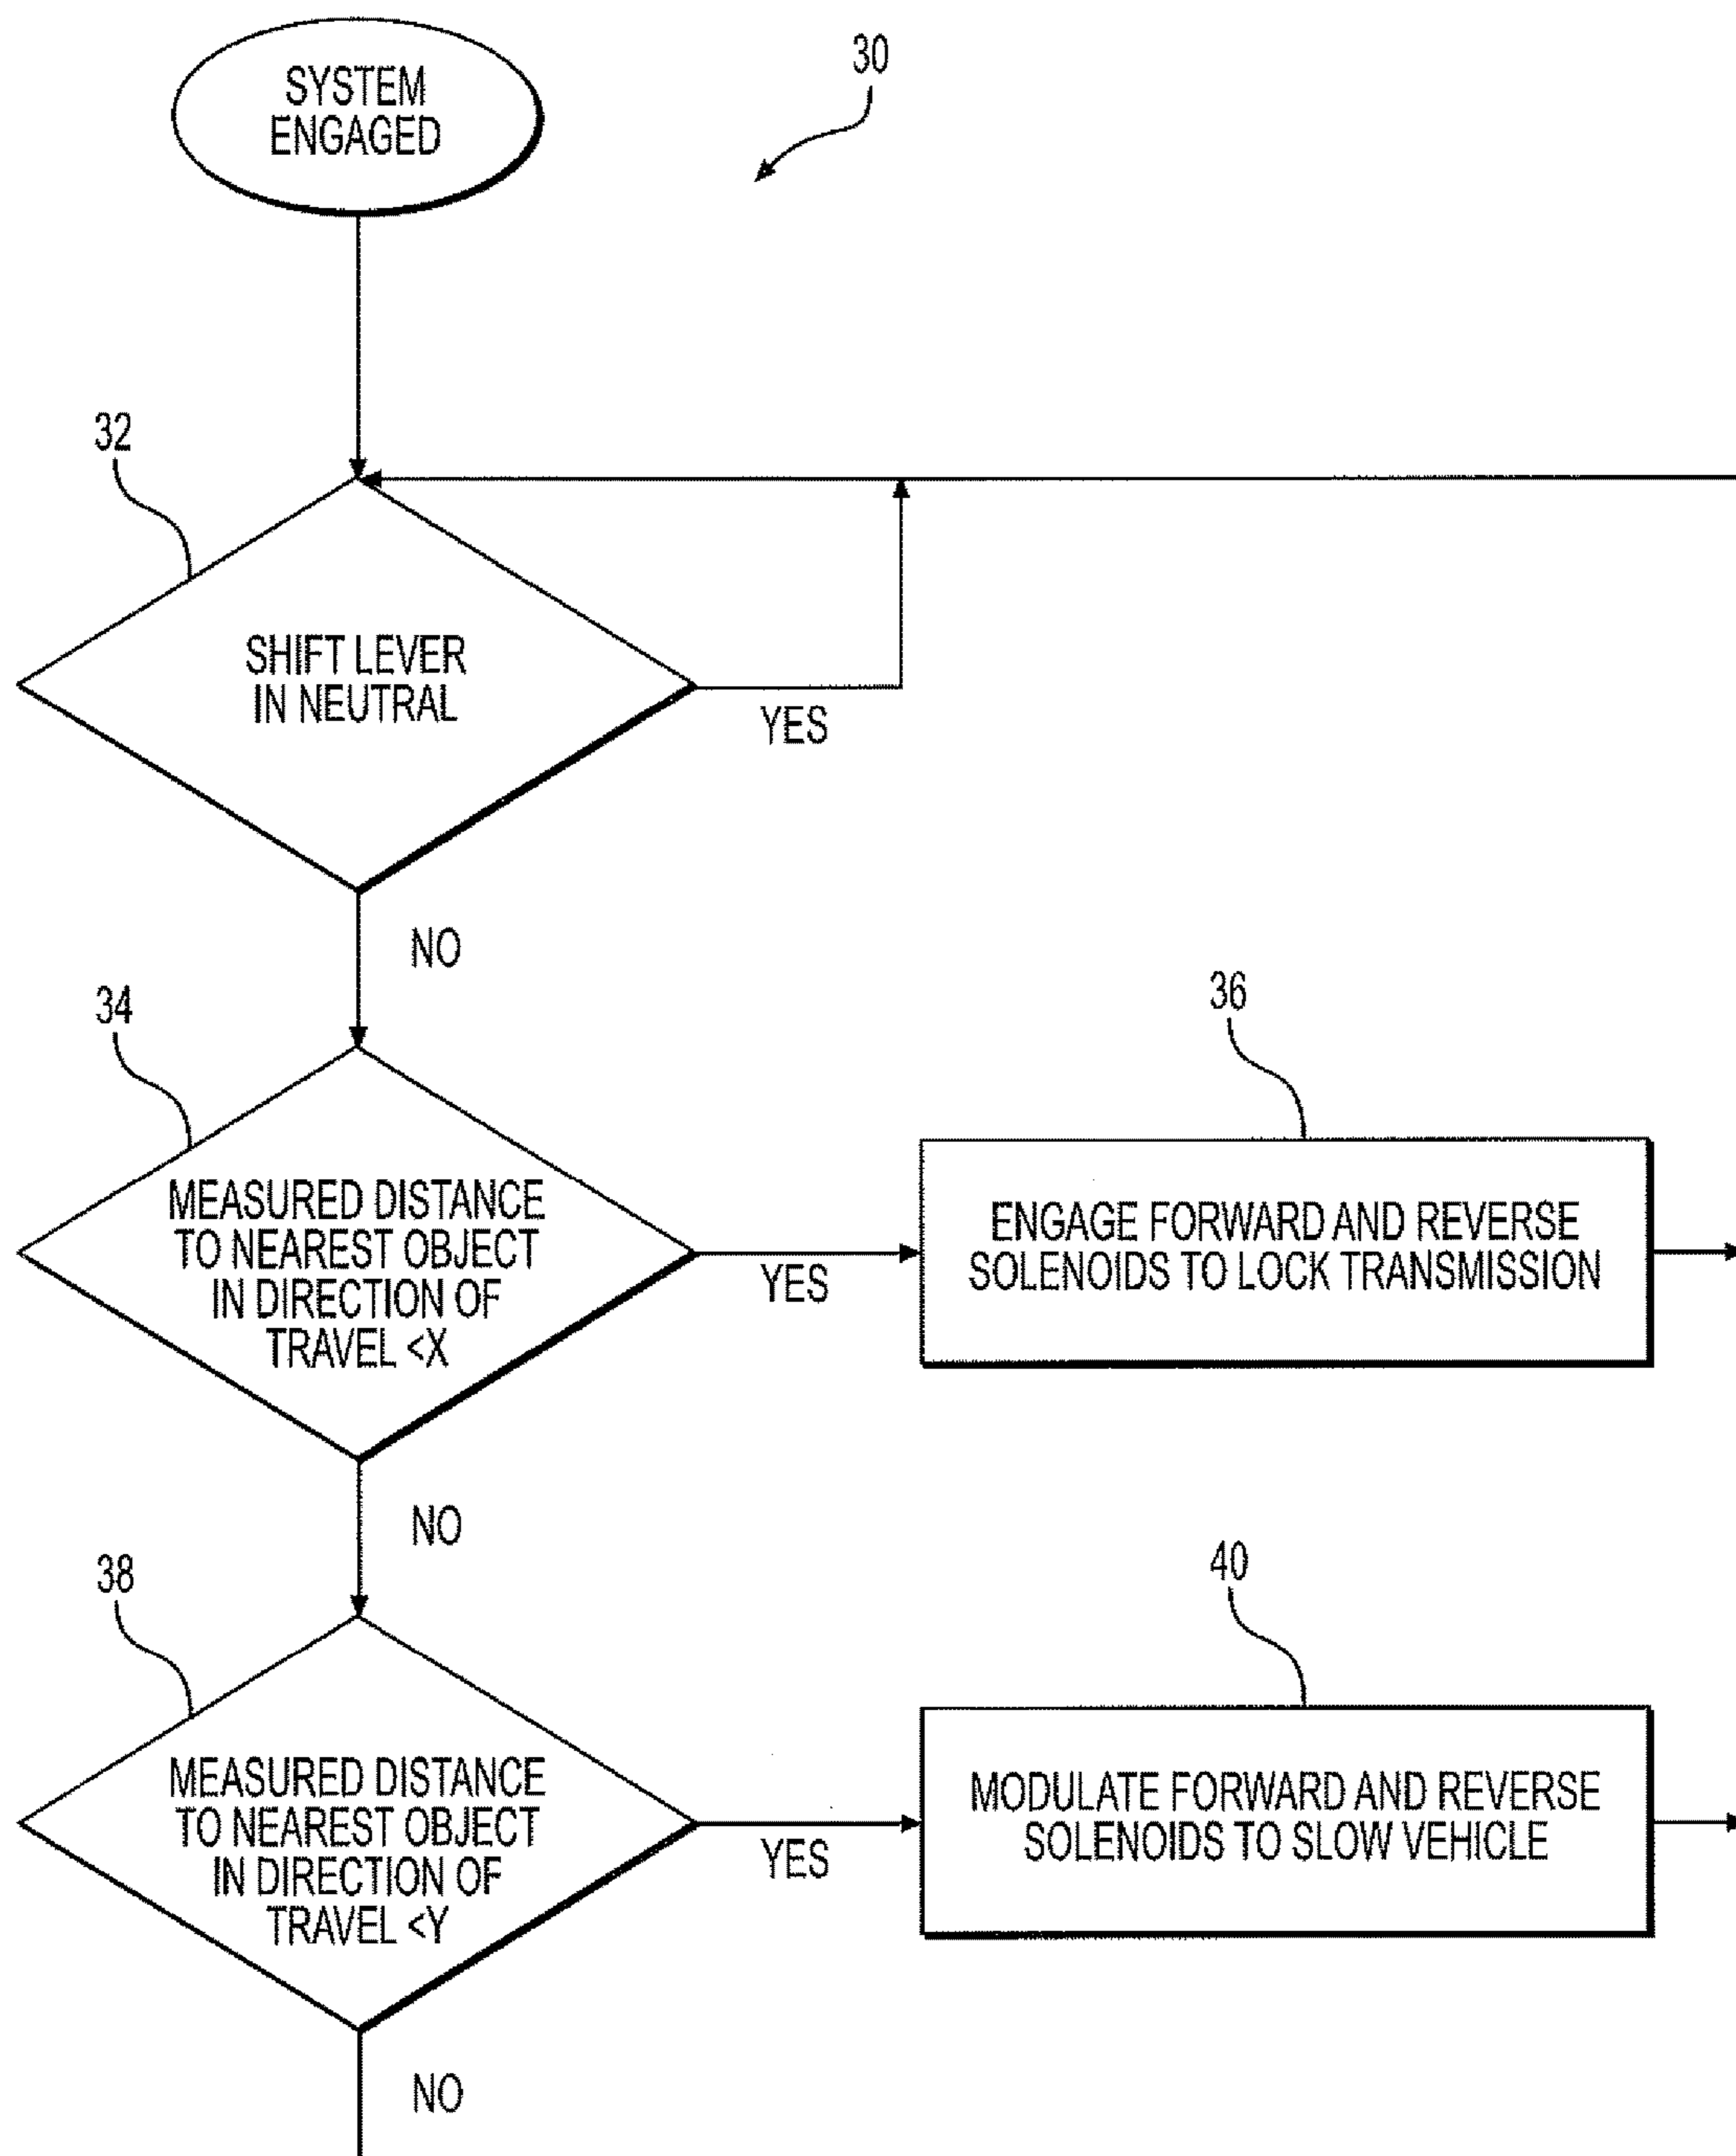 SYSTEM
ENGAGED
30
32
SHIFT LEVER
IN NEUTRAL
YES
NO
34
MEASURED DISTANCE
TO NEAREST OBJECT
IN DIRECTION OF
TRAVEL <X
YES
36
ENGAGE FORWARD AND REVERSE
SOLENOIDS TO LOCK TRANSMISSION
NO
38
MEASURED DISTANCE
TO NEAREST OBJECT
IN DIRECTION OF
TRAVEL <Y
YES
40
MODULATE FORWARD AND REVERSE
SOLENOIDS TO SLOW VEHICLE
NO